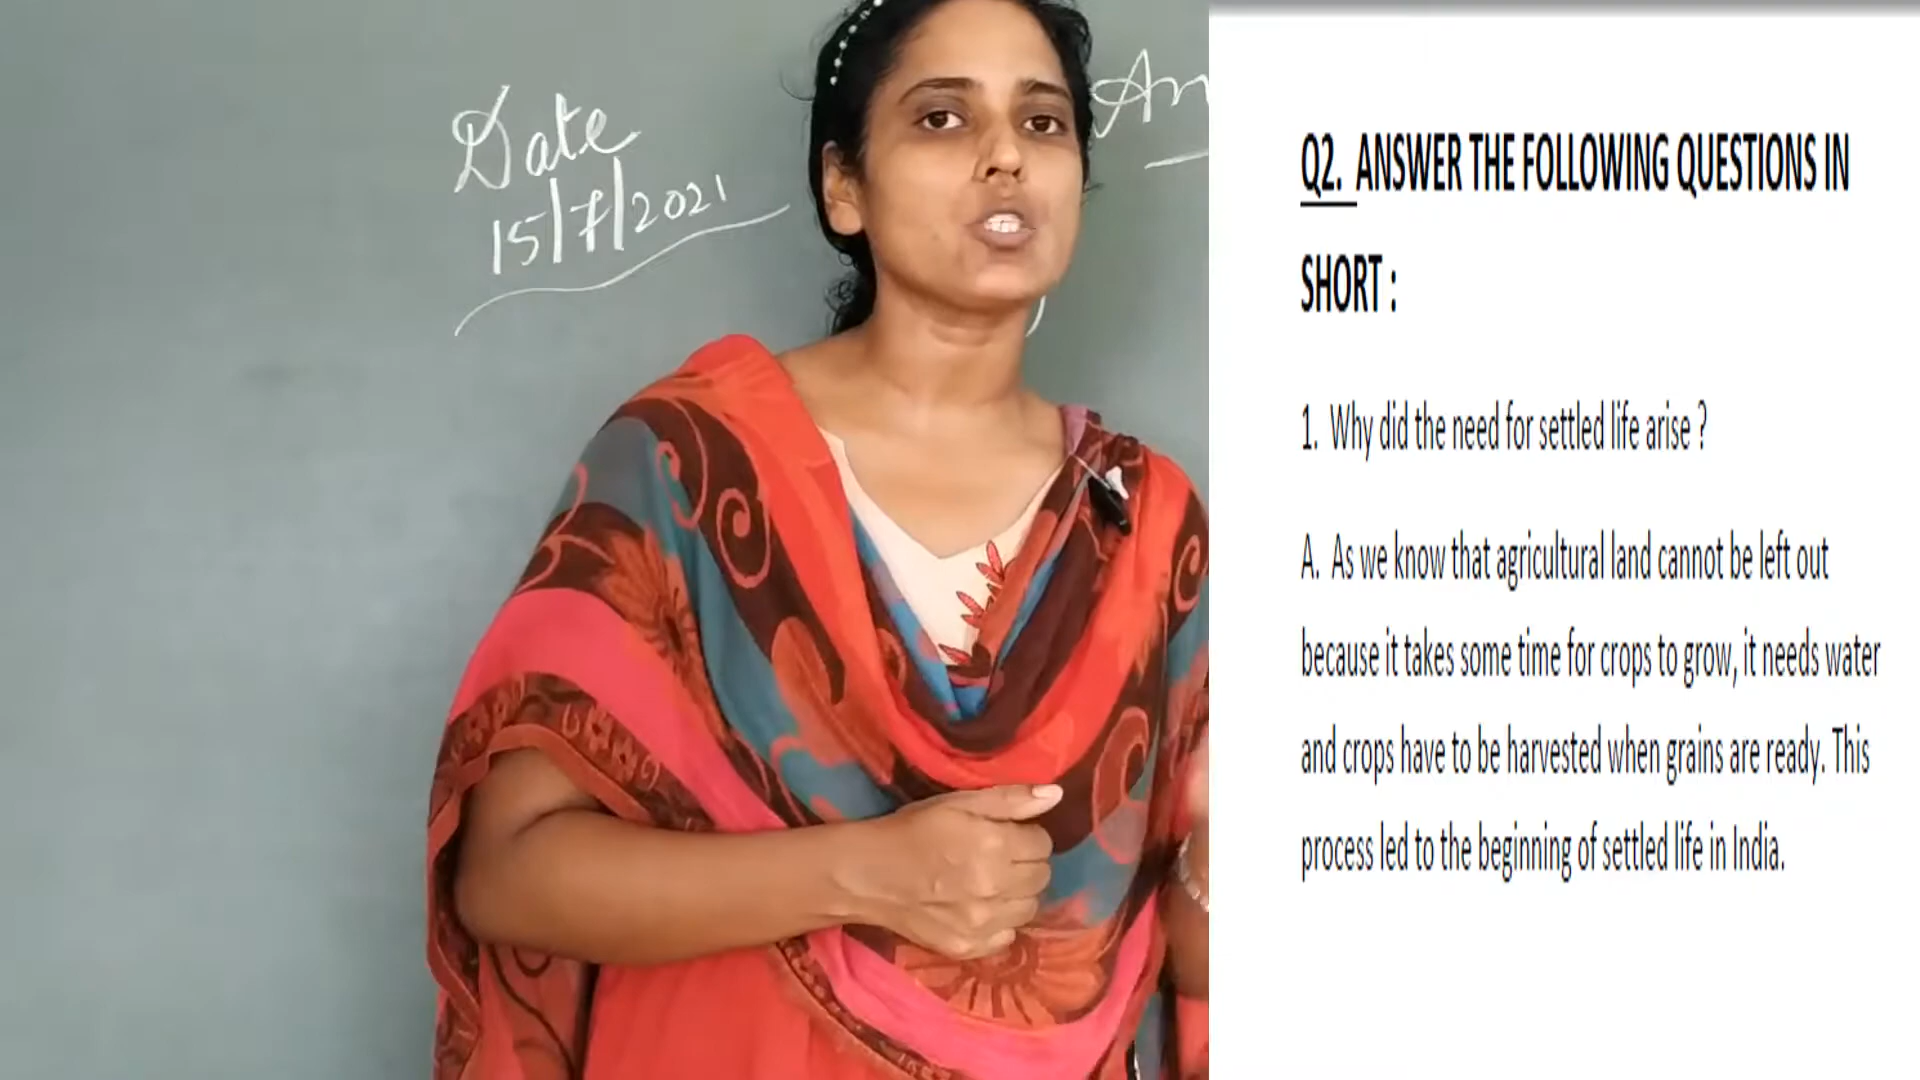 Date
15/7/2021
An
Q2. ANSWER THE FOLLOWING QUESTIONS IN
SHORT :
1. Why did the need for settled life arise ?
A. As we know that agricultural land cannot be left out
because it takes some time for crops to grow, it needs water
and crops have to be harvested when grains are ready. This
process led to the beginning of settled life in India.